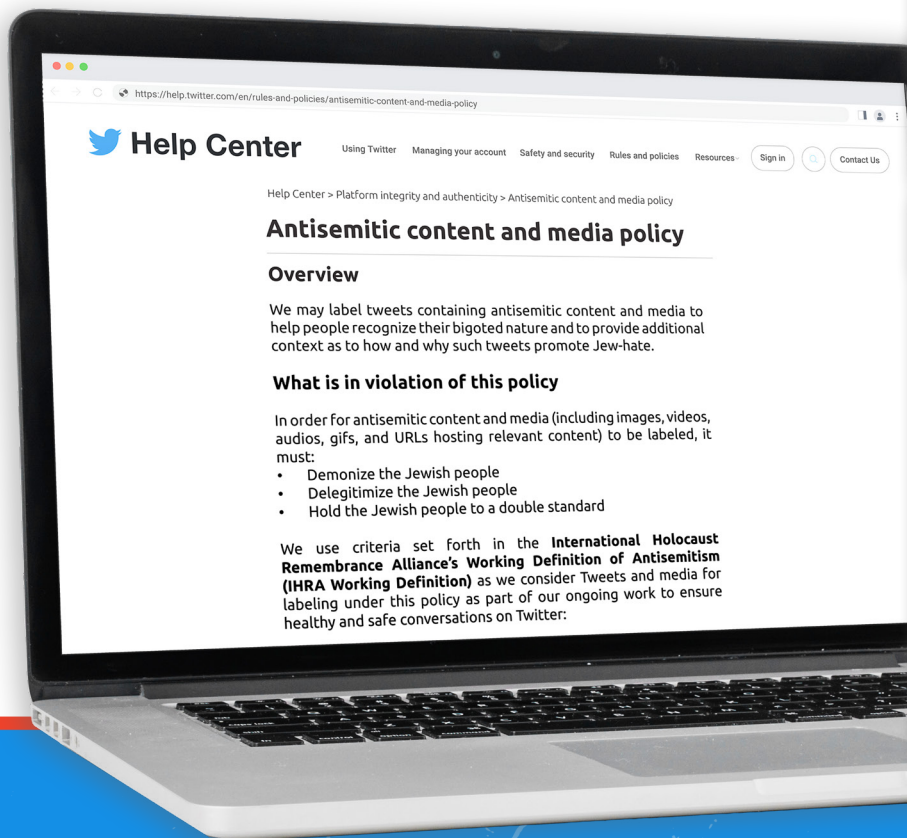 https://help.twitter.com/en/rules-and-policies/antisemitic-content-and-media-policy
Help Center
Using Twitter
Managing your account
Safety and security
Rules and policies
Resources
Sign in
Contact Us
Help Center > Platform integrity and authenticity > Antisemitic content and media policy
Antisemitic content and media policy
Overview
We may label tweets containing antisemitic content and media to
help people recognize their bigoted nature and to provide additional
context as to how and why such tweets promote Jew-hate.
What is in violation of this policy
In order for antisemitic content and media (including images, videos,
audios, gifs, and URLs hosting relevant content) to be labeled, it
must:
• Demonize the Jewish people
• Delegitimize the Jewish people
• Hold the Jewish people to a double standard
We use criteria set forth in the International Holocaust
Remembrance Alliance's Working Definition of Antisemitism
(IHRA Working Definition) as we consider Tweets and media for
labeling under this policy as part of our ongoing work to ensure
healthy and safe conversations on Twitter: